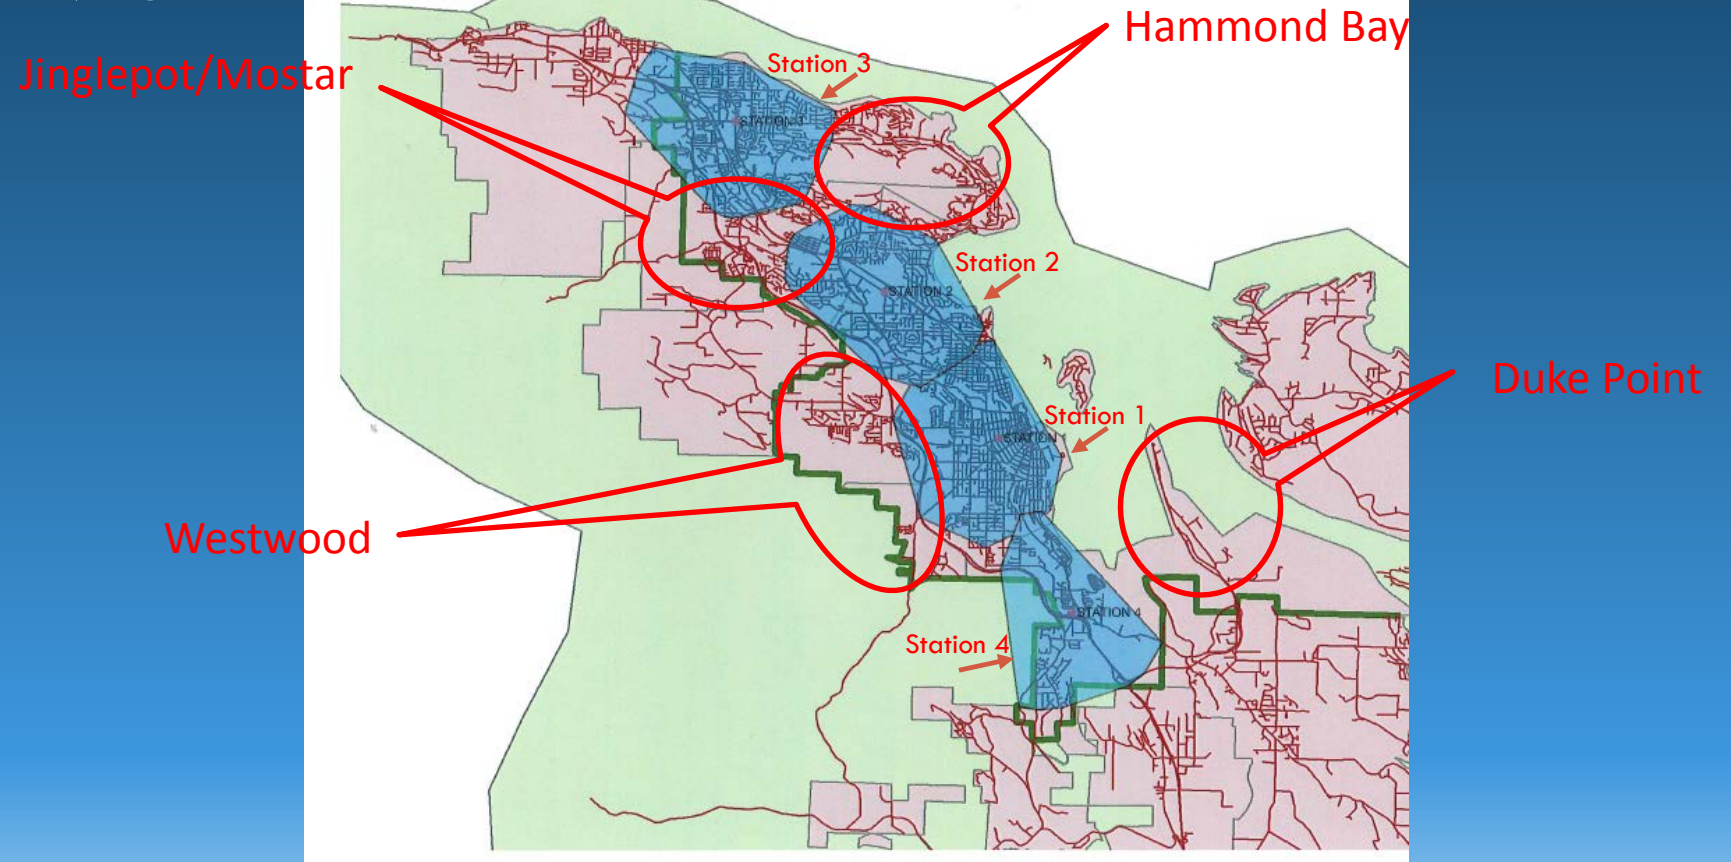 Hammond Bay
Jinglepot/Mostar
Station 3
STATION 3
Station 2
STATION 2
Duke Point
Station 1
STATION
Westwood
STATION 4
Station 4